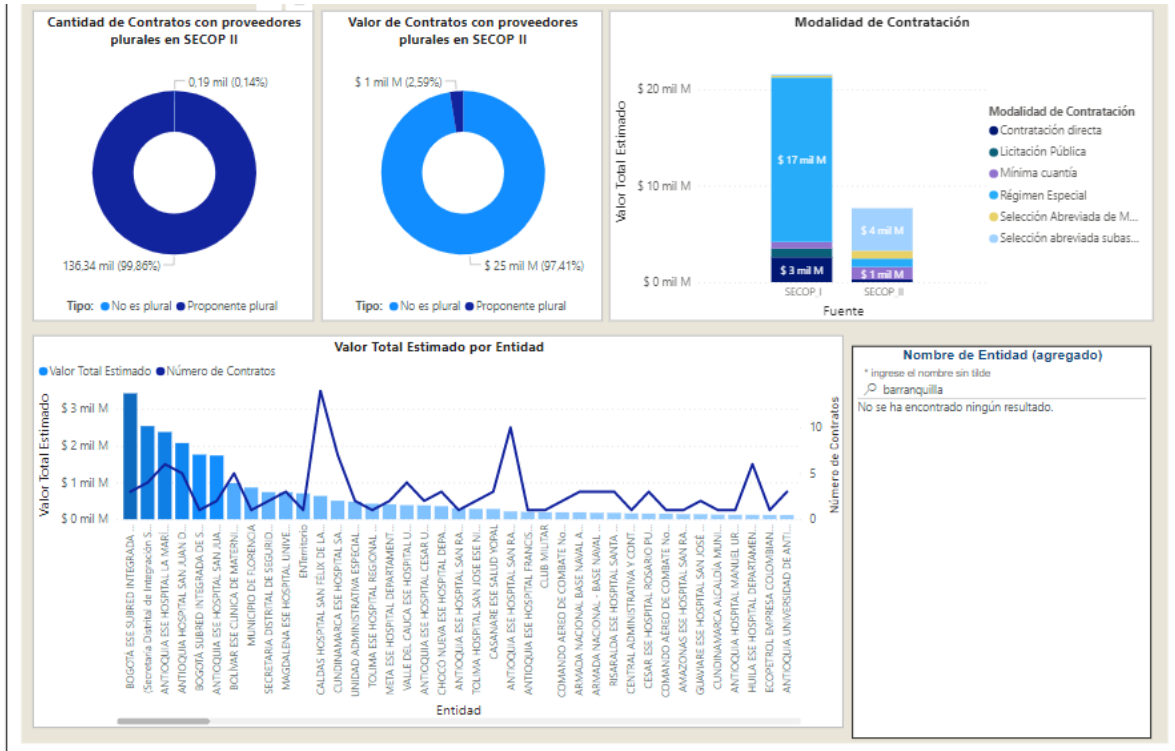 Cantidad de Contratos con proveedores
plurales en SECOP II
0,19 mil (0,14%)
136,34 mil (99,86%)
Tipo: No es plural Proponente plural
Valor de Contratos con proveedores
plurales en SECOP II
$ 1 mil M (2,59%)
$ 25 mil M (97,41%)
Tipo: No es plural Proponente plural
Modalidad de Contratación
Valor Total Estimado
$ 20 mil M
$ 10 mil M
$ 0 mil M
$ 17 mil M
$ 3 mil M
$ 4 mil M
$ 1 mil M
SECOP_I
SECOP_II
Fuente
Modalidad de Contratación
Contratación directa
Licitación Pública
Mínima cuantía
Régimen Especial
Selección Abreviada de M...
Selección abreviada subas...
Valor Total Estimado por Entidad
Valor Total Estimado Número de Contratos
Valor Total Estimado
$ 3 mil M
$ 2 mil M
$ 1 mil M
$ 0 mil M
Número de Contratos
10
5
0
BOGOTÁ ESE SUBRED INTEGRADA ...
(Secretaría Distrital de Integración S...
ANTIOQUIA ESE HOSPITAL LA MARÍ...
ANTIOQUIA HOSPITAL SAN JUAN D...
BOGOTÁ SUBRED INTEGRADA DE S...
ANTIOQUIA ESE HOSPITAL SAN JUA...
BOLÍVAR ESE CLINICA DE MATERNI...
MUNICIPIO DE FLORENCIA
SECRETARIA DISTRITAL DE SEGURID...
MAGDALENA ESE HOSPITAL UNIVE...
ENTerritorio
CALDAS HOSPITAL SAN FELIX DE LA...
CUNDINAMARCA ESE HOSPITAL SA...
UNIDAD ADMINISTRATIVA ESPECIAL...
TOLIMA ESE HOSPITAL REGIONAL ...
META ESE HOSPITAL DEPARTAMENT...
VALLE DEL CAUCA ESE HOSPITAL U...
ANTIOQUIA ESE HOSPITAL CESAR U...
CHOCÓ NUEVA ESE HOSPITAL DEPA...
ANTIOQUIA ESE HOSPITAL SAN RA...
TOLIMA HOSPITAL SAN JOSE ESE NI...
CASANARE ESE SALUD YOPAL
ANTIOQUIA ESE HOSPITAL SAN RA...
ANTIOQUIA ESE HOSPITAL FRANCIS...
CLUB MILITAR
COMANDO AEREO DE COMBATE No...
ARMADA NACIONAL BASE NAVAL A...
ARMADA NACIONAL - BASE NAVAL ...
RISARALDA ESE HOSPITAL SANTA ...
CENTRAL ADMINISTRATIVA Y CONT...
CESAR ESE HOSPITAL ROSARIO PU...
COMANDO AÉREO DE COMBATE No...
AMAZONAS ESE HOSPITAL SAN RA...
GUAVIARE ESE HOSPITAL SAN JOSÉ ...
CUNDINAMARCA ALCALDÍA MUNI...
ANTIOQUIA HOSPITAL MANUEL UR...
HUILA ESE HOSPITAL DEPARTAMEN...
ECOPETROL EMPRESA COLOMBIAN...
ANTIOQUIA UNIVERSIDAD DE ANTI...
Entidad
Nombre de Entidad (agregado)
* ingrese el nombre sin tilde
barranquilla
No se ha encontrado ningún resultado.